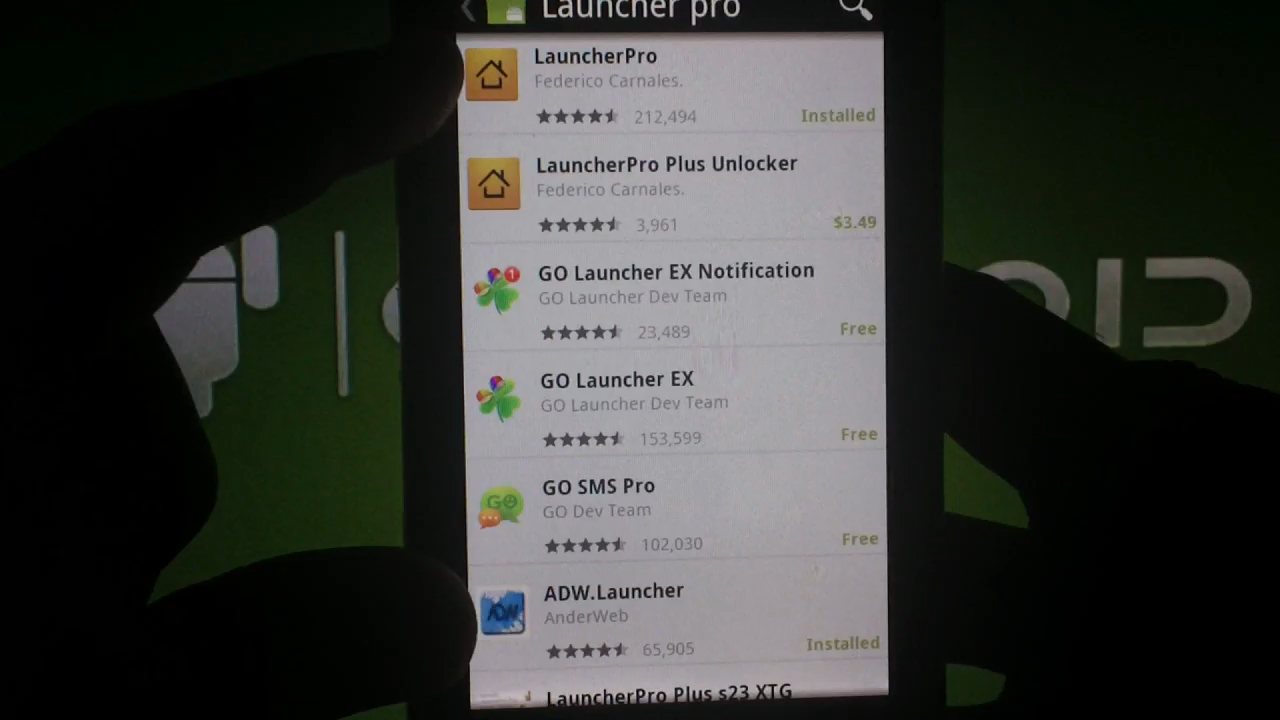 Launcher pro
LauncherPro
Federico Carnales.
212,494
Installed
LauncherPro Plus Unlocker
Federico Carnales.
3,961
$3.49
1
GO Launcher EX Notification
GO Launcher Dev Team
23,489
Free
GO Launcher EX
GO Launcher Dev Team
153,599
Free
GO
GO SMS Pro
GO Dev Team
102,030
Free
ADW
ADW.Launcher
AnderWeb
65,905
Installed
LauncherPro Plus s23 XTG